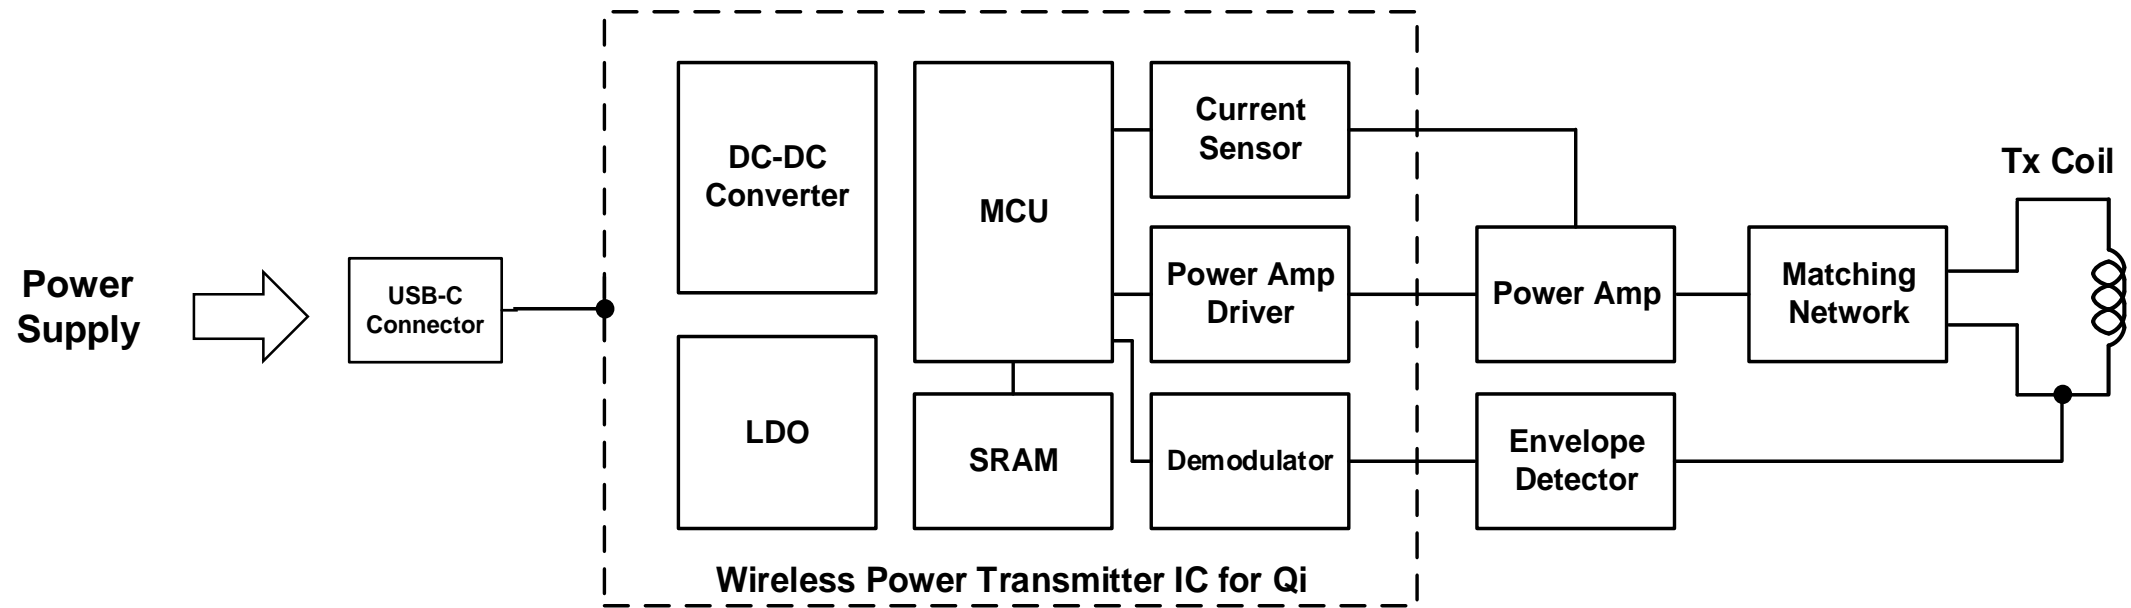 Power
Supply
USB-C
Connector
DC-DC
Converter
LDO
MCU
SRAM
Current
Sensor
Power Amp
Driver
Demodulator
Wireless Power Transmitter IC for Qi
Power Amp
Envelope
Detector
Matching
Network
Tx Coil